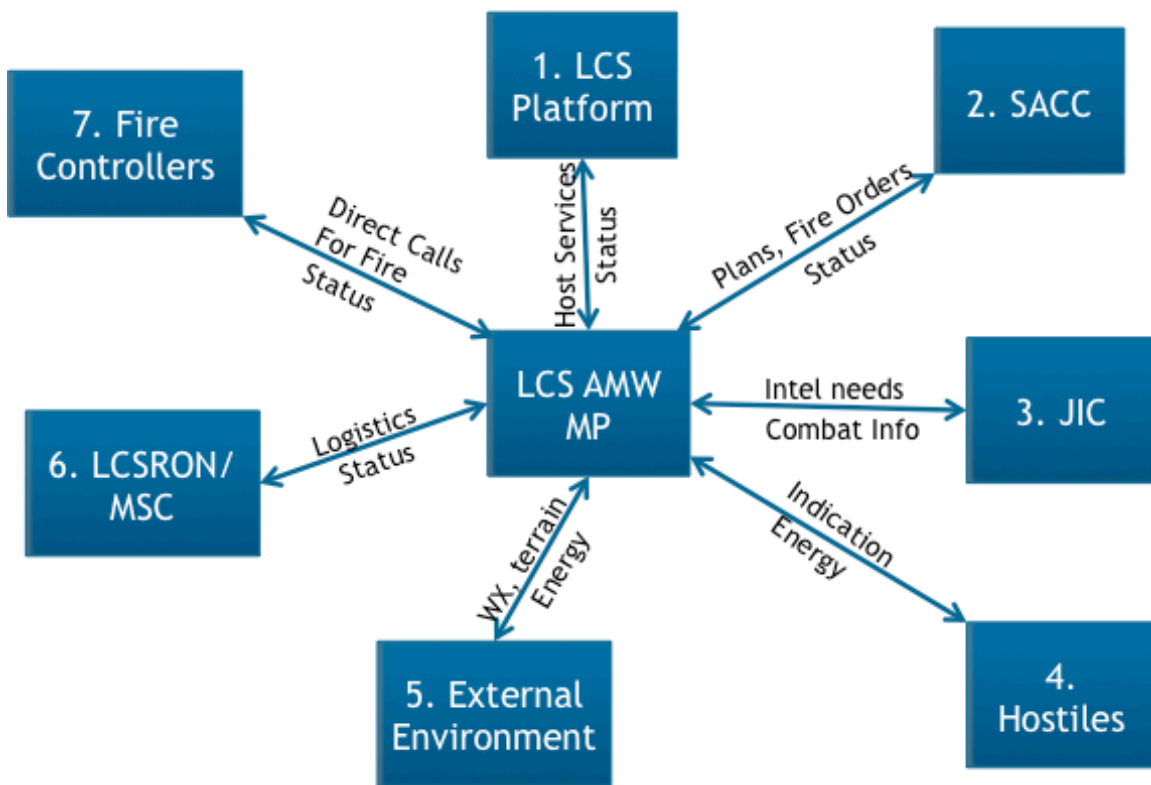 1. LCS
Platform
2. SACC
7. Fire
Controllers
Direct Calls
For Fire
Status
Host Services
Status
Plans, Fire Orders
Status
LCS AMW
MP
Intel needs
Combat Info
3. JIC
6. LCSRON/
MSC
Logistics
Status
Indication
Energy
WX, terrain
Energy
5. External
Environment
4.
Hostiles